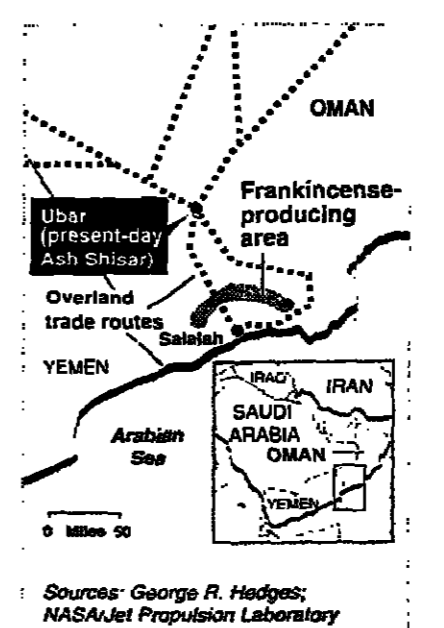 OMAN
Frankincense-
producing
area
Ubar
(present-day
Ash Shisar)
Overland
trade routes
Salalah
YEMEN
Arabian
Sea
0 Miles 50
IRAQ
IRAN
SAUDI
ARABIA
OMAN
YEMEN
Sources: George R. Hedges;
NASA/Jet Propulsion Laboratory